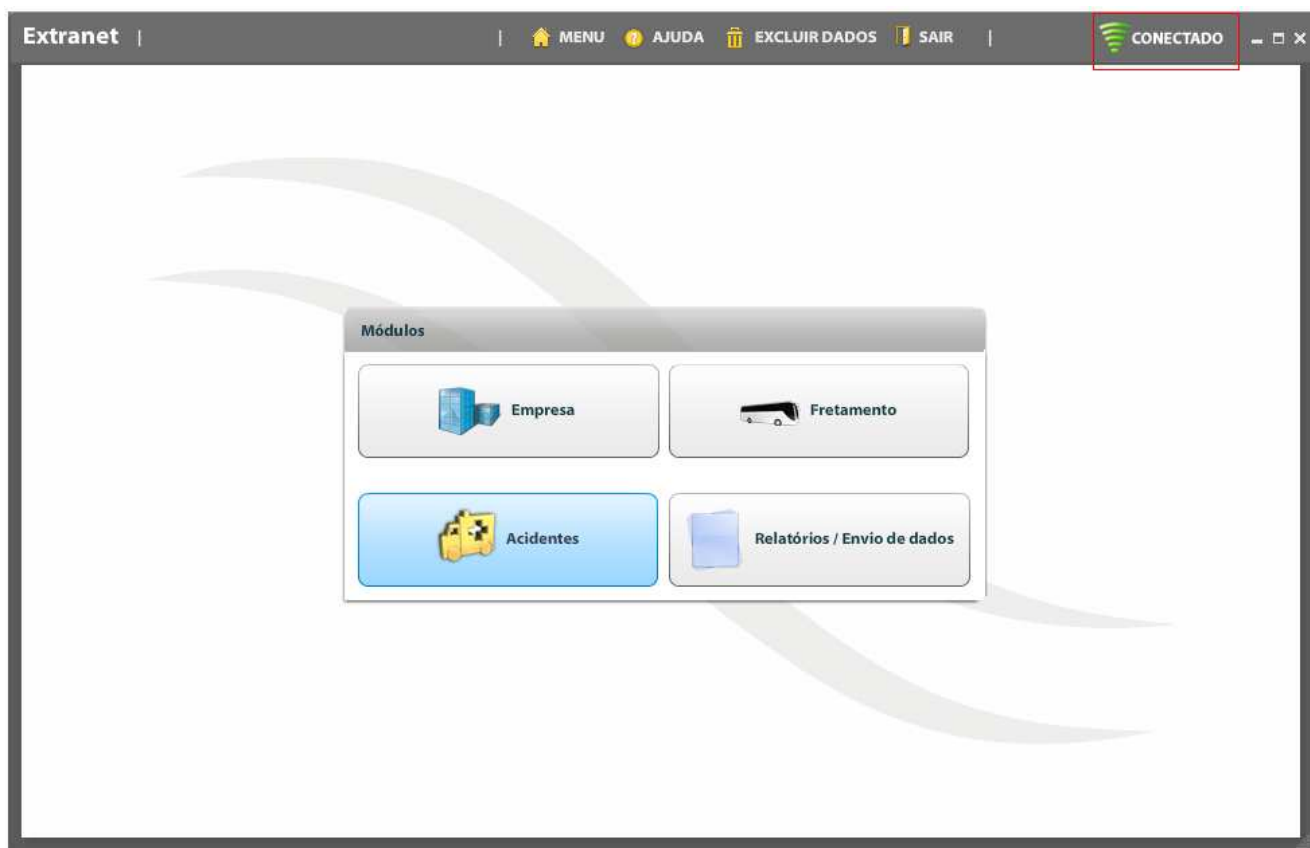 Extranet | | MENU AJUDA EXCLUIR DADOS SAIR | CONECTADO
Módulos
Empresa Fretamento
Acidentes Relatórios / Envio de dados